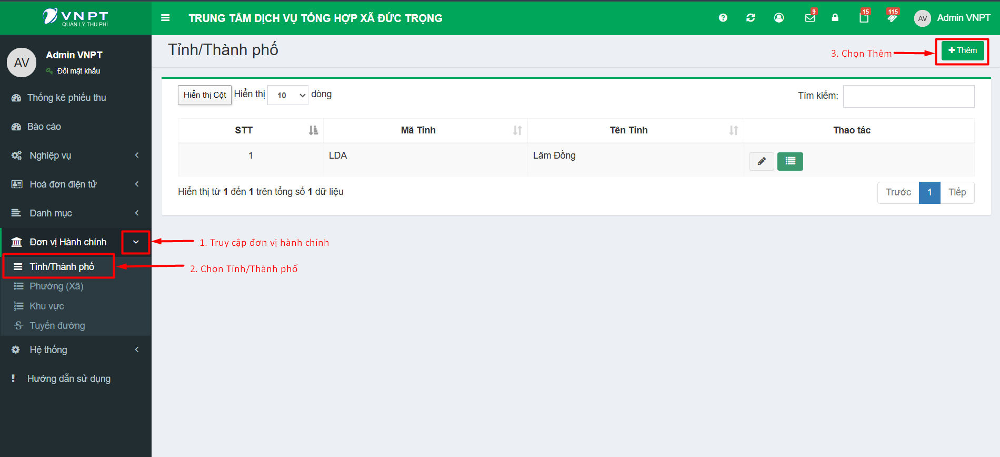 VNPT
QUẢN LÝ THU PHÍ
TRUNG TÂM DỊCH VỤ TỔNG HỢP XÃ ĐỨC TRỌNG
9
15
115
AV
Admin VNPT
AV
Admin VNPT
Đổi mật khẩu
Thống kê phiếu thu
Báo cáo
Nghiệp vụ
Hoá đơn điện tử
Danh mục
Đơn vị Hành chính
Tỉnh/Thành phố
Phường (Xã)
Khu vực
Tuyến đường
Hệ thống
Hướng dẫn sử dụng
Tỉnh/Thành phố
3. Chọn Thêm
Thêm
Hiển thị Cột
Hiển thị
10
dòng
Tìm kiếm:
STT
Mã Tỉnh
Tên Tỉnh
Thao tác
1
LDA
Lâm Đồng
Hiển thị từ 1 đến 1 trên tổng số 1 dữ liệu
Trước
1
Tiếp
1. Truy cập đơn vị hành chính
2. Chọn Tính/Thành phố